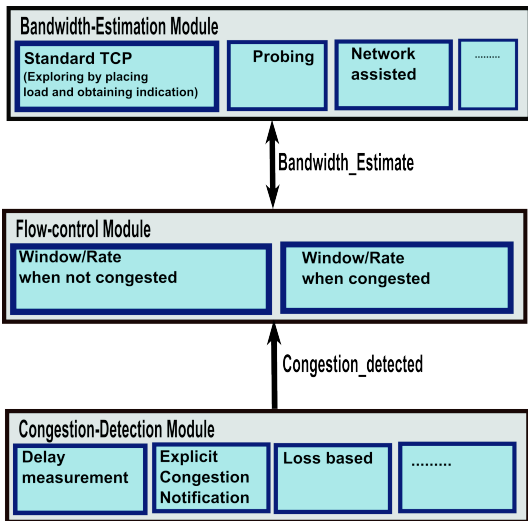 Bandwidth-Estimation Module
Standard TCP
(Exploring by placing
load and obtaining indication)
Probing
Network
assisted
.........
Bandwidth_Estimate
Flow-control Module
Window/Rate
when not congested
Window/Rate
when congested
Congestion_detected
Congestion-Detection Module
Delay
measurement
Explicit
Congestion
Notification
Loss based
.........